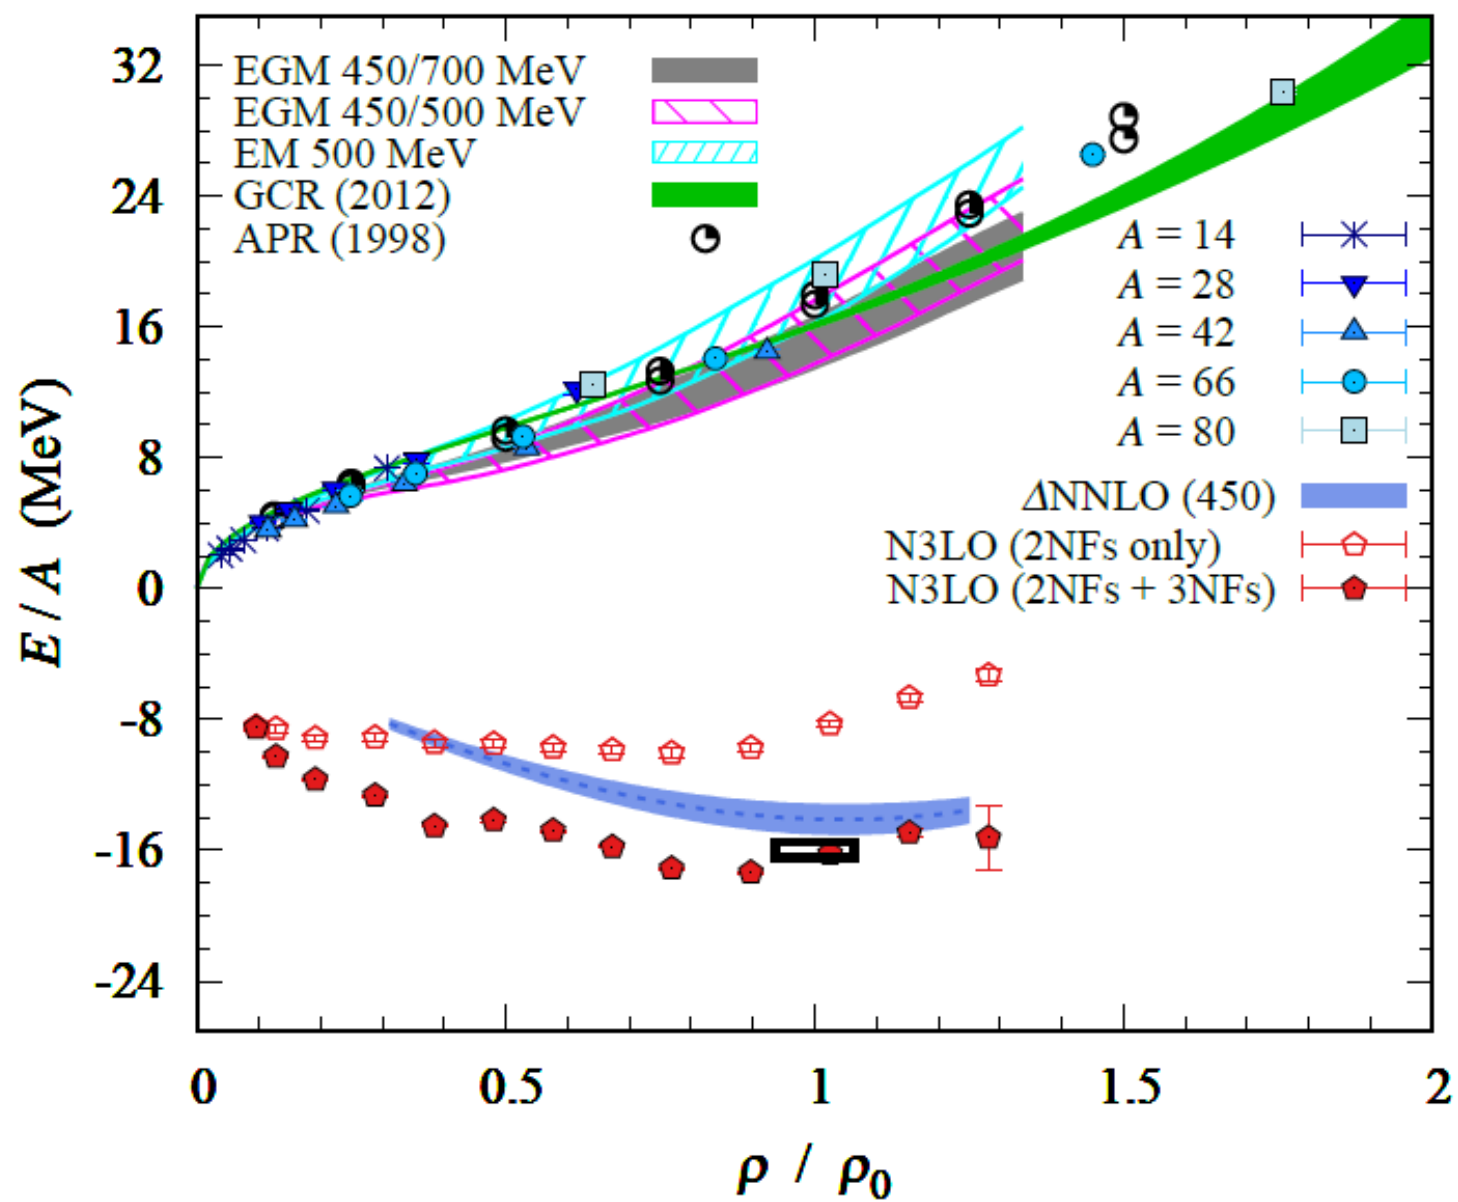 EGM 450/700 MeV
EGM 450/500 MeV
EM 500 MeV
GCR (2012)
APR (1998)
A = 14
A = 28
A = 42
A = 66
A = 80
ΔNNLO (450)
N3LO (2NFs only)
N3LO (2NFs + 3NFs)
32
24
16
8
0
-8
-16
-24
E / A (MeV)
0 0.5 1 1.5 2
ρ / ρ₀